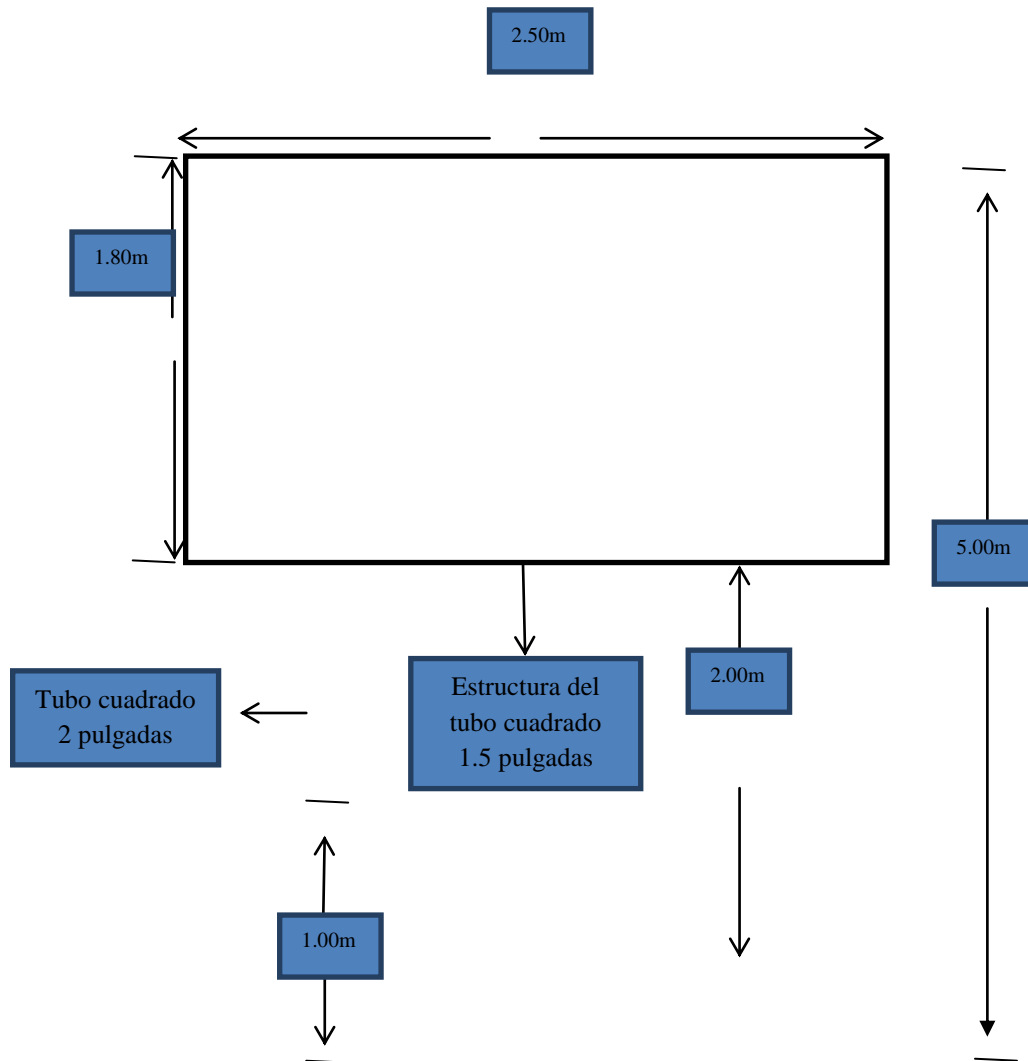 2.50m
1.80m
5.00m
2.00m
Tubo cuadrado
2 pulgadas
Estructura del
tubo cuadrado
1.5 pulgadas
1.00m